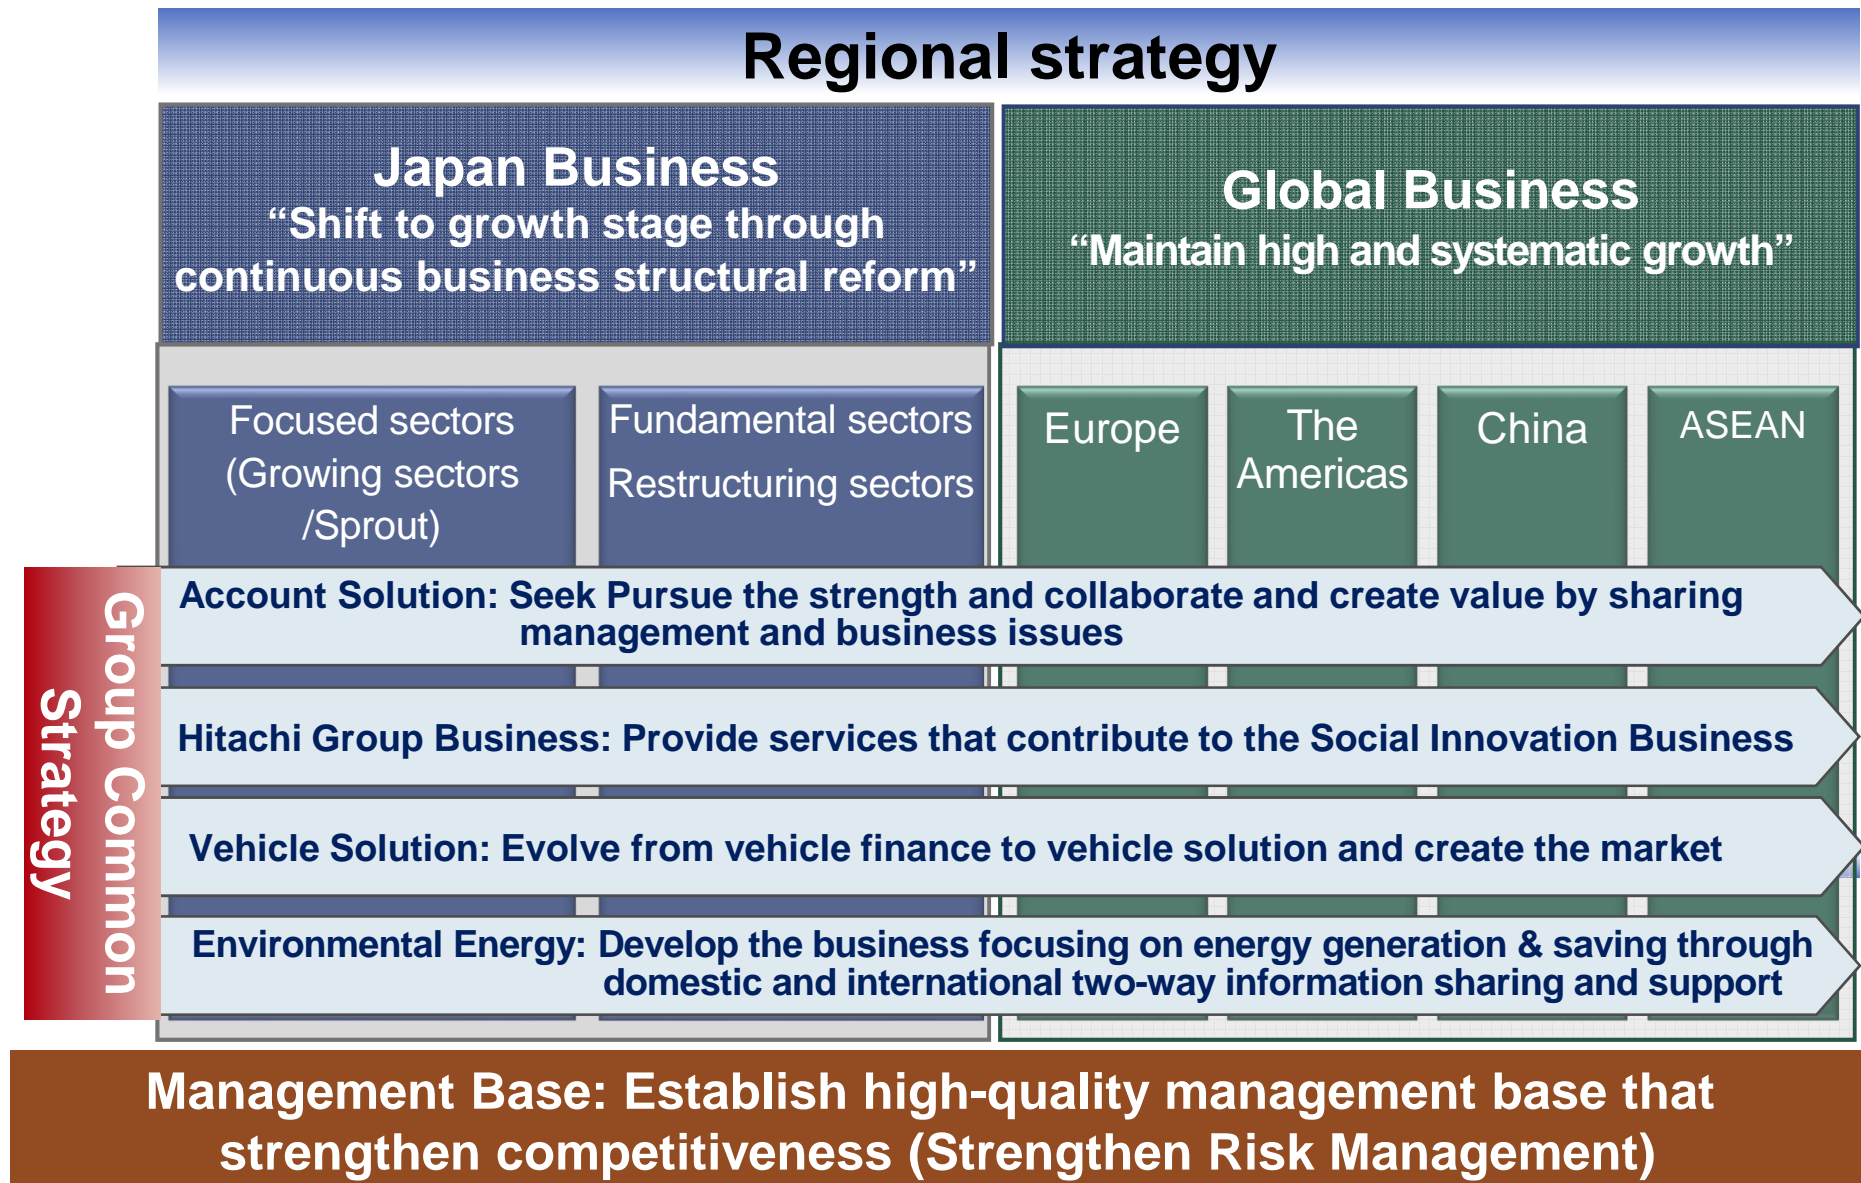 Regional strategy
Japan Business
“Shift to growth stage through
continuous business structural reform”
Global Business
“Maintain high and systematic growth”
Focused sectors
(Growing sectors
/Sprout)
Fundamental sectors
Restructuring sectors
Europe
The
Americas
China
ASEAN
Group Common
Strategy
Account Solution: Seek Pursue the strength and collaborate and create value by sharing
management and business issues
Hitachi Group Business: Provide services that contribute to the Social Innovation Business
Vehicle Solution: Evolve from vehicle finance to vehicle solution and create the market
Environmental Energy: Develop the business focusing on energy generation & saving through
domestic and international two-way information sharing and support
Management Base: Establish high-quality management base that
strengthen competitiveness (Strengthen Risk Management)